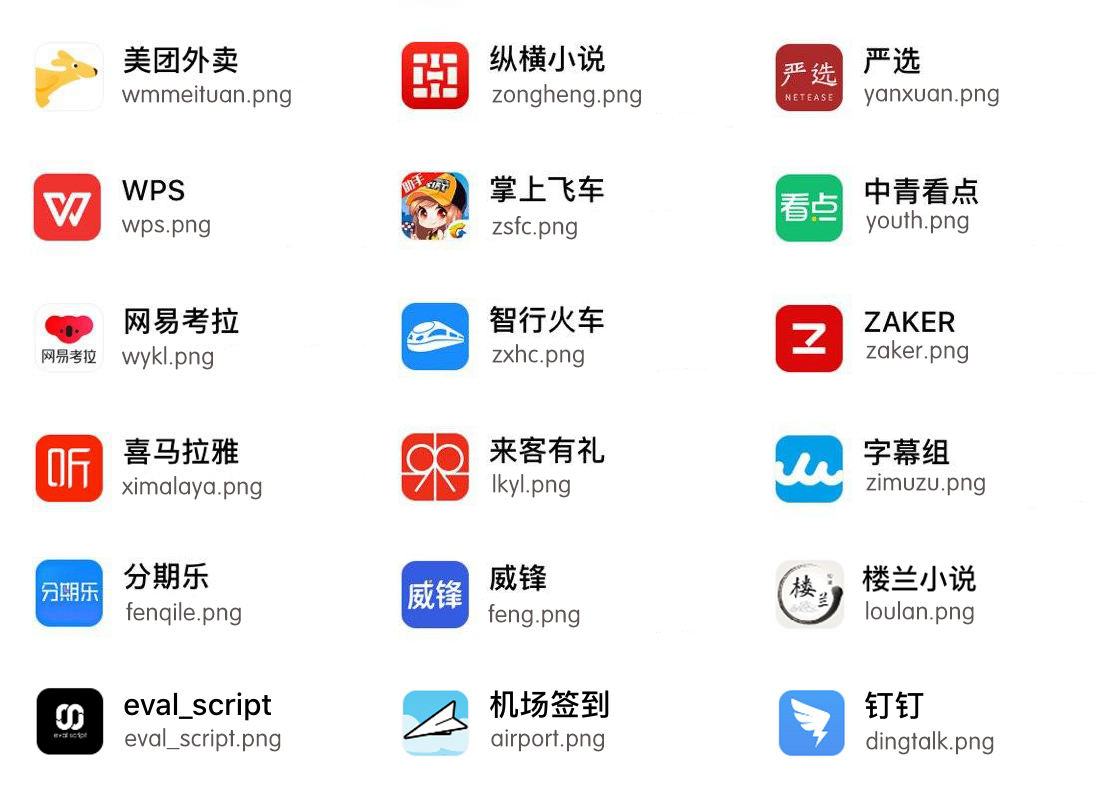 美团外卖
wmmeituan.png
纵横小说
zongheng.png
严选
NETEASE
严选
yanxuan.png
WPS
wps.png
助手
掌上飞车
zsfc.png
看点
中青看点
youth.png
网易考拉
网易考拉
wykl.png
智行火车
zxhc.png
ZAKER
zaker.png
听
喜马拉雅
ximalaya.png
来客有礼
lkyl.png
字幕组
zimuzu.png
分期乐
分期乐
fenqile.png
威锋
威锋
feng.png
楼兰
楼兰小说
loulan.png
eval script
eval_script
eval_script.png
机场签到
airport.png
钉钉
dingtalk.png